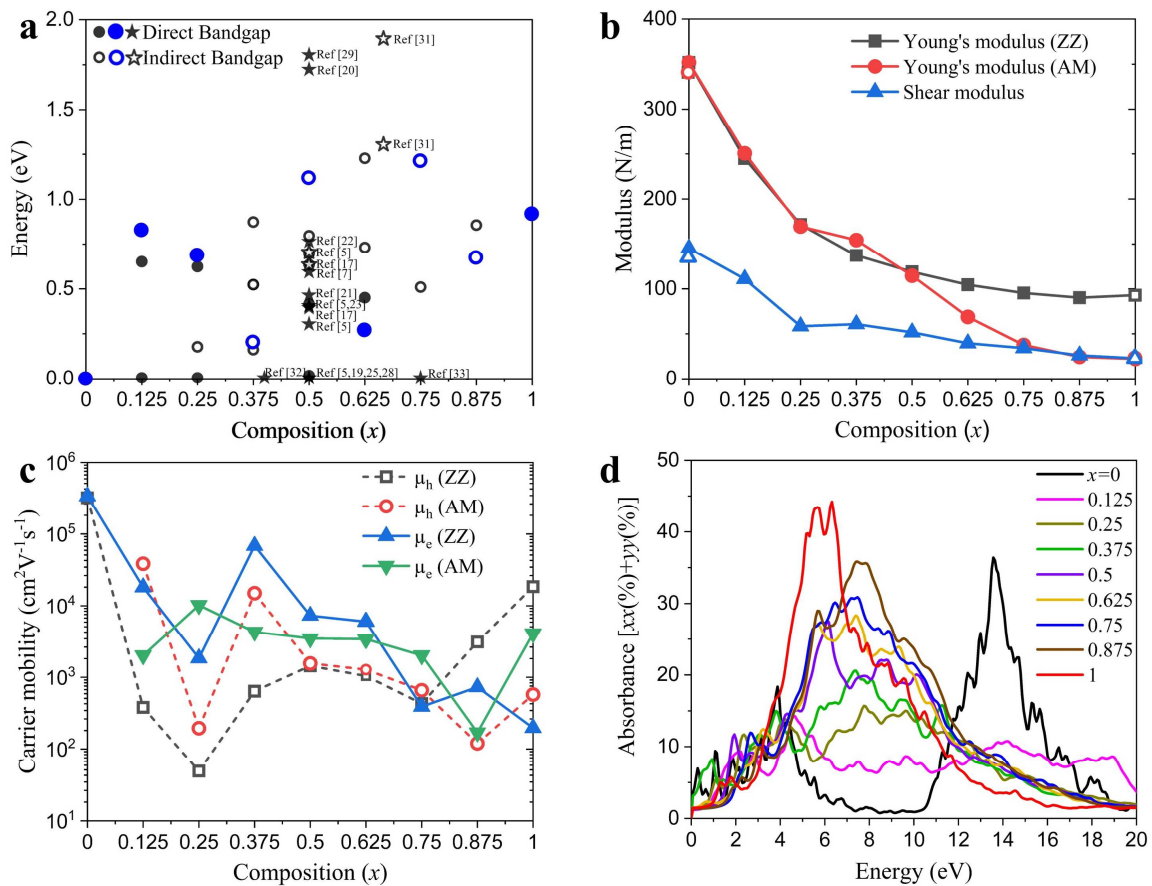 a
2.0
1.5
1.0
0.5
0.0
Energy (eV)
Direct Bandgap
Indirect Bandgap
Ref [31]
Ref [29]
Ref [20]
Ref [31]
Ref [22]
Ref [5]
Ref [17]
Ref [7]
Ref [21]
Ref [5,23]
Ref [17]
Ref [5]
Ref [32]
Ref [5,19,25,28]
Ref [33]
0 0.125 0.25 0.375 0.5 0.625 0.75 0.875 1
Composition (x)
b
400
350
300
250
200
150
100
50
0
Modulus (N/m)
Young's modulus (ZZ)
Young's modulus (AM)
Shear modulus
0 0.125 0.25 0.375 0.5 0.625 0.75 0.875 1
Composition (x)
c
10⁶
10⁵
10⁴
10³
10²
10¹
Carrier mobility (cm²V⁻¹s⁻¹)
μh (ZZ)
μh (AM)
μe (ZZ)
μe (AM)
0 0.125 0.25 0.375 0.5 0.625 0.75 0.875 1
Composition (x)
d
50
40
30
20
10
0
Absorbance [xx(%)+yy(%)]
x=0
0.125
0.25
0.375
0.5
0.625
0.75
0.875
1
0 2 4 6 8 10 12 14 16 18 20
Energy (eV)